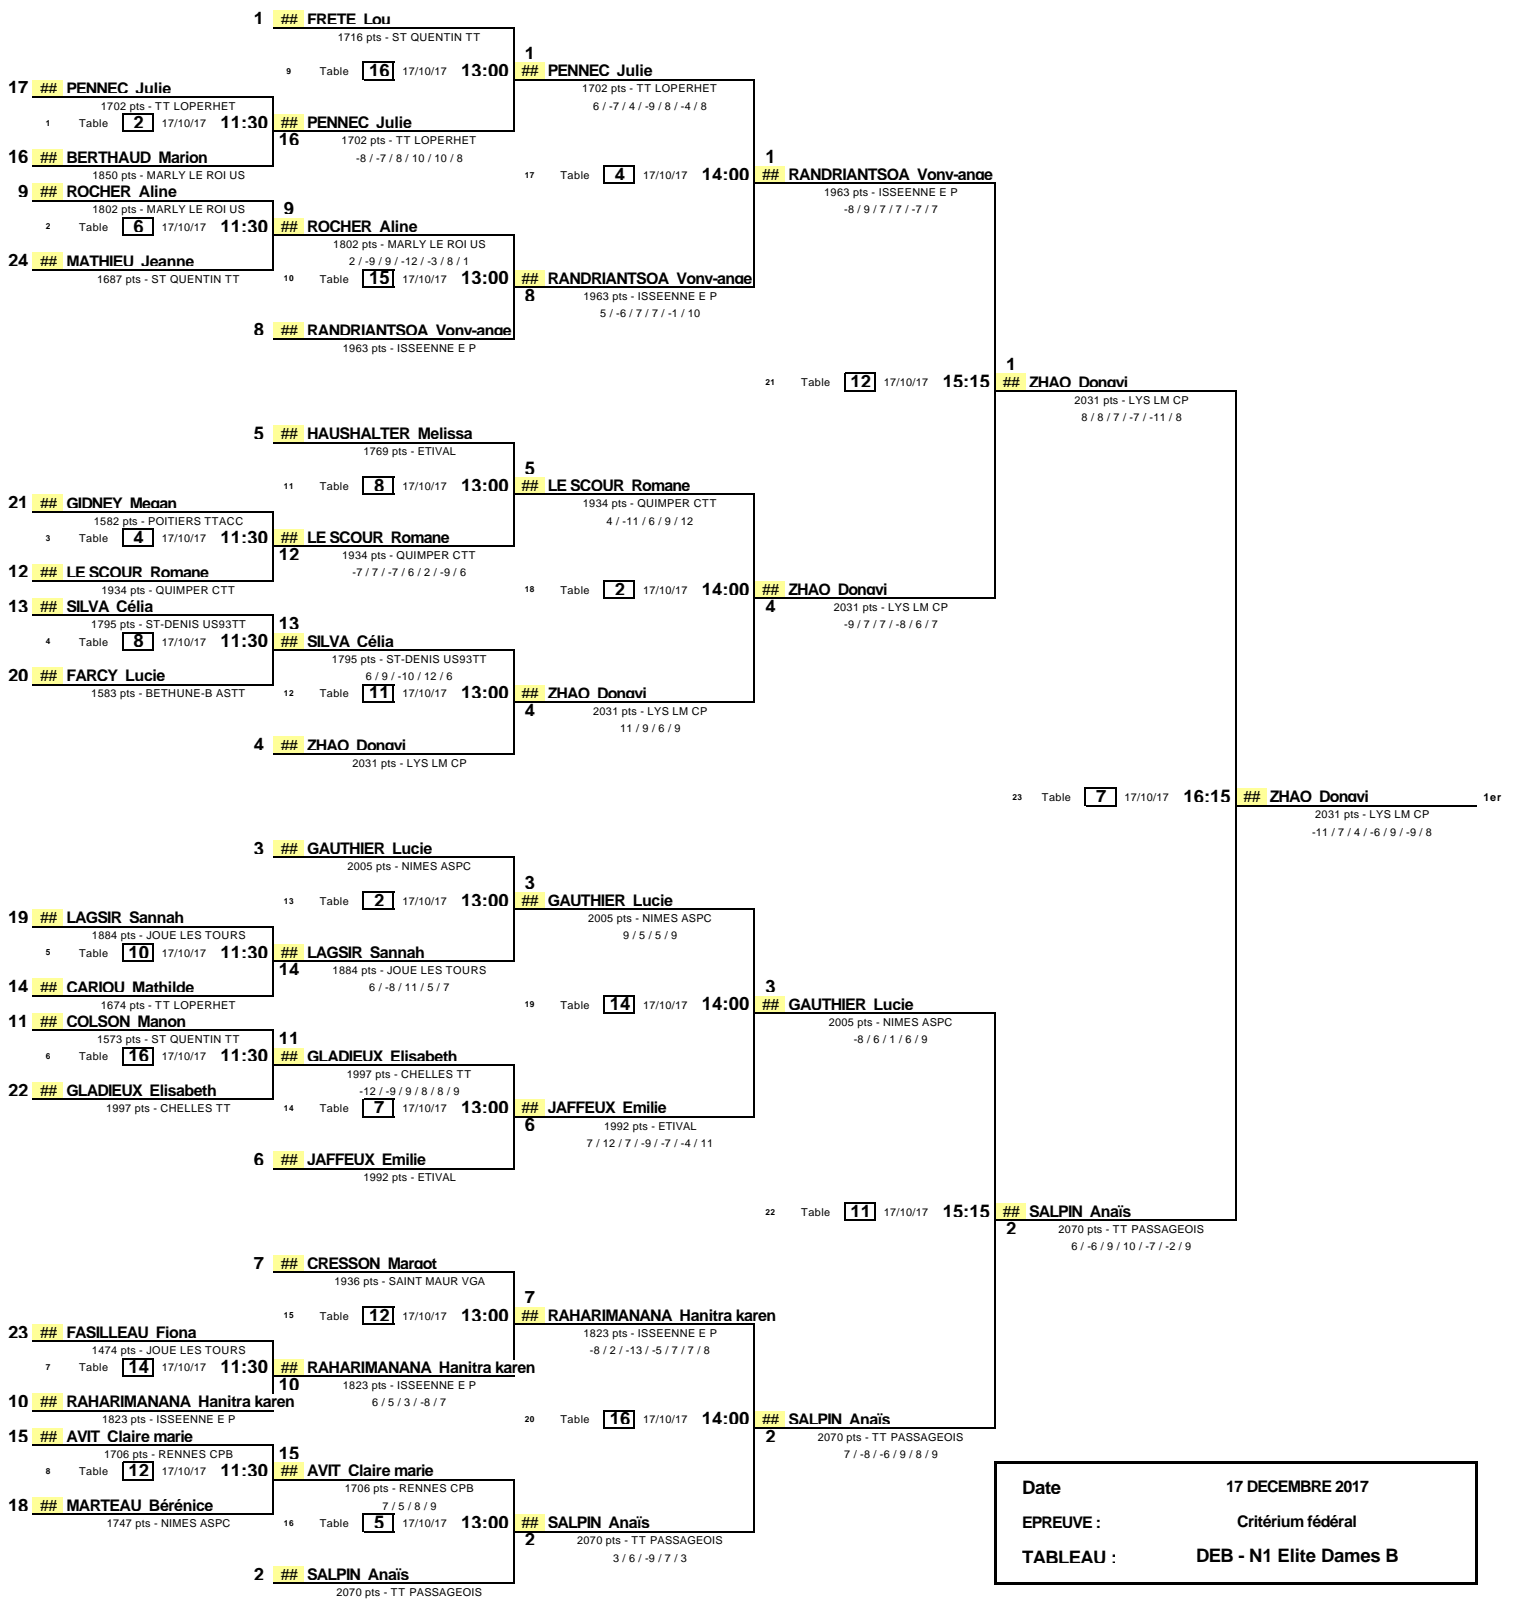 1 ## FRETE Lou
1716 pts - ST QUENTIN TT
1
9 Table 16 17/10/17 13:00 ## PENNEC Julie
17 ## PENNEC Julie 1702 pts - TT LOPERHET
1702 pts - TT LOPERHET 6 / -7 / 4 / -9 / 8 / -4 / 8
1 Table 2 17/10/17 11:30 ## PENNEC Julie
16 1702 pts - TT LOPERHET
16 ## BERTHAUD Marion -8 / -7 / 8 / 10 / 10 / 8 1
1850 pts - MARLY LE ROI US 17 Table 4 17/10/17 14:00 ## RANDRIANTSOA Vony-ange
9 ## ROCHER Aline 1963 pts - ISSEENNE E P
1802 pts - MARLY LE ROI US 9 -8 / 9 / 7 / 7 / -7 / 7
2 Table 6 17/10/17 11:30 ## ROCHER Aline
1802 pts - MARLY LE ROI US
24 ## MATHIEU Jeanne 2 / -9 / 9 / -12 / -3 / 8 / 1
1687 pts - ST QUENTIN TT 10 Table 15 17/10/17 13:00 ## RANDRIANTSOA Vony-ange
8 1963 pts - ISSEENNE E P
5 / -6 / 7 / 7 / -1 / 10
8 ## RANDRIANTSOA Vony-ange
1963 pts - ISSEENNE E P
1
21 Table 12 17/10/17 15:15 ## ZHAO Dongyi
2031 pts - LYS LM CP
8 / 8 / 7 / -7 / -11 / 8
5 ## HAUSHALTER Melissa
1769 pts - ETIVAL
5
11 Table 8 17/10/17 13:00 ## LE SCOUR Romane
21 ## GIDNEY Megan 1934 pts - QUIMPER CTT
1582 pts - POITIERS TTACC 4 / -11 / 6 / 9 / 12
3 Table 4 17/10/17 11:30 ## LE SCOUR Romane
12 1934 pts - QUIMPER CTT
12 ## LE SCOUR Romane -7 / 7 / -7 / 6 / 2 / -9 / 6
1934 pts - QUIMPER CTT 18 Table 2 17/10/17 14:00 ## ZHAO Dongyi
13 ## SILVA Célia 4 2031 pts - LYS LM CP
1795 pts - ST-DENIS US93TT 13 -9 / 7 / 7 / -8 / 6 / 7
4 Table 8 17/10/17 11:30 ## SILVA Célia
1795 pts - ST-DENIS US93TT
20 ## FARCY Lucie 6 / 9 / -10 / 12 / 6
1583 pts - BETHUNE-B ASTT 12 Table 11 17/10/17 13:00 ## ZHAO Dongyi
4 2031 pts - LYS LM CP
11 / 9 / 6 / 9
4 ## ZHAO Dongyi
2031 pts - LYS LM CP
23 Table 7 17/10/17 16:15 ## ZHAO Dongyi 1er
2031 pts - LYS LM CP
-11 / 7 / 4 / -6 / 9 / -9 / 8
3 ## GAUTHIER Lucie
2005 pts - NIMES ASPC
3
13 Table 2 17/10/17 13:00 ## GAUTHIER Lucie
19 ## LAGSIR Sannah 2005 pts - NIMES ASPC
1884 pts - JOUE LES TOURS 9 / 5 / 5 / 9
5 Table 10 17/10/17 11:30 ## LAGSIR Sannah
14 1884 pts - JOUE LES TOURS
14 ## CARIOU Mathilde 6 / -8 / 11 / 5 / 7 3
1674 pts - TT LOPERHET 19 Table 14 17/10/17 14:00 ## GAUTHIER Lucie
11 ## COLSON Manon 2005 pts - NIMES ASPC
1573 pts - ST QUENTIN TT 11 -8 / 6 / 1 / 6 / 9
6 Table 16 17/10/17 11:30 ## GLADIEUX Elisabeth
1997 pts - CHELLES TT
22 ## GLADIEUX Elisabeth -12 / -9 / 9 / 8 / 8 / 9
1997 pts - CHELLES TT 14 Table 7 17/10/17 13:00 ## JAFFEUX Emilie
6 1992 pts - ETIVAL
7 / 12 / 7 / -9 / -7 / -4 / 11
6 ## JAFFEUX Emilie
1992 pts - ETIVAL
22 Table 11 17/10/17 15:15 ## SALPIN Anaïs
2 2070 pts - TT PASSAGEOIS
6 / -6 / 9 / 10 / -7 / -2 / 9
7 ## CRESSON Margot
1936 pts - SAINT MAUR VGA
7
15 Table 12 17/10/17 13:00 ## RAHARIMANANA Hanitra karen
23 ## FASILLEAU Fiona 1823 pts - ISSEENNE E P
1474 pts - JOUE LES TOURS -8 / 2 / -13 / -5 / 7 / 7 / 8
7 Table 14 17/10/17 11:30 ## RAHARIMANANA Hanitra karen
10 1823 pts - ISSEENNE E P
10 ## RAHARIMANANA Hanitra karen 6 / 5 / 3 / -8 / 7
1823 pts - ISSEENNE E P 20 Table 16 17/10/17 14:00 ## SALPIN Anaïs
15 ## AVIT Claire marie 2 2070 pts - TT PASSAGEOIS
1706 pts - RENNES CPB 15 7 / -8 / -6 / 9 / 8 / 9
8 Table 12 17/10/17 11:30 ## AVIT Claire marie
1706 pts - RENNES CPB
18 ## MARTEAU Bérénice 7 / 5 / 8 / 9
1747 pts - NIMES ASPC 16 Table 5 17/10/17 13:00 ## SALPIN Anaïs
2 2070 pts - TT PASSAGEOIS
3 / 6 / -9 / 7 / 3
2 ## SALPIN Anaïs
2070 pts - TT PASSAGEOIS
Date 17 DECEMBRE 2017
EPREUVE : Critérium fédéral
TABLEAU : DEB - N1 Elite Dames B